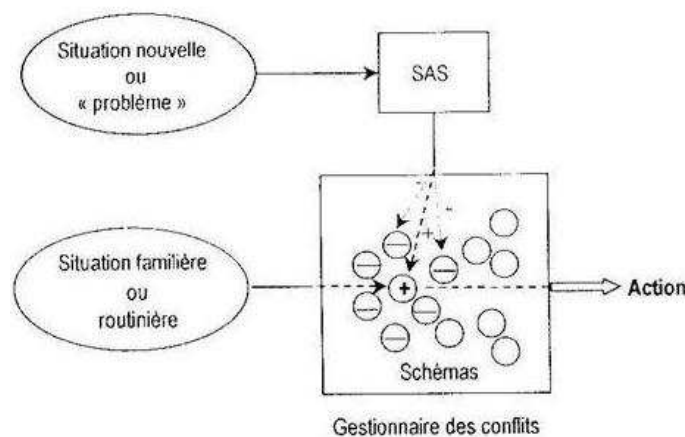 Situation nouvelle
ou
« problème »
SAS
Situation familière
ou
routinière
+
Action
Schémas
Gestionnaire des conflits